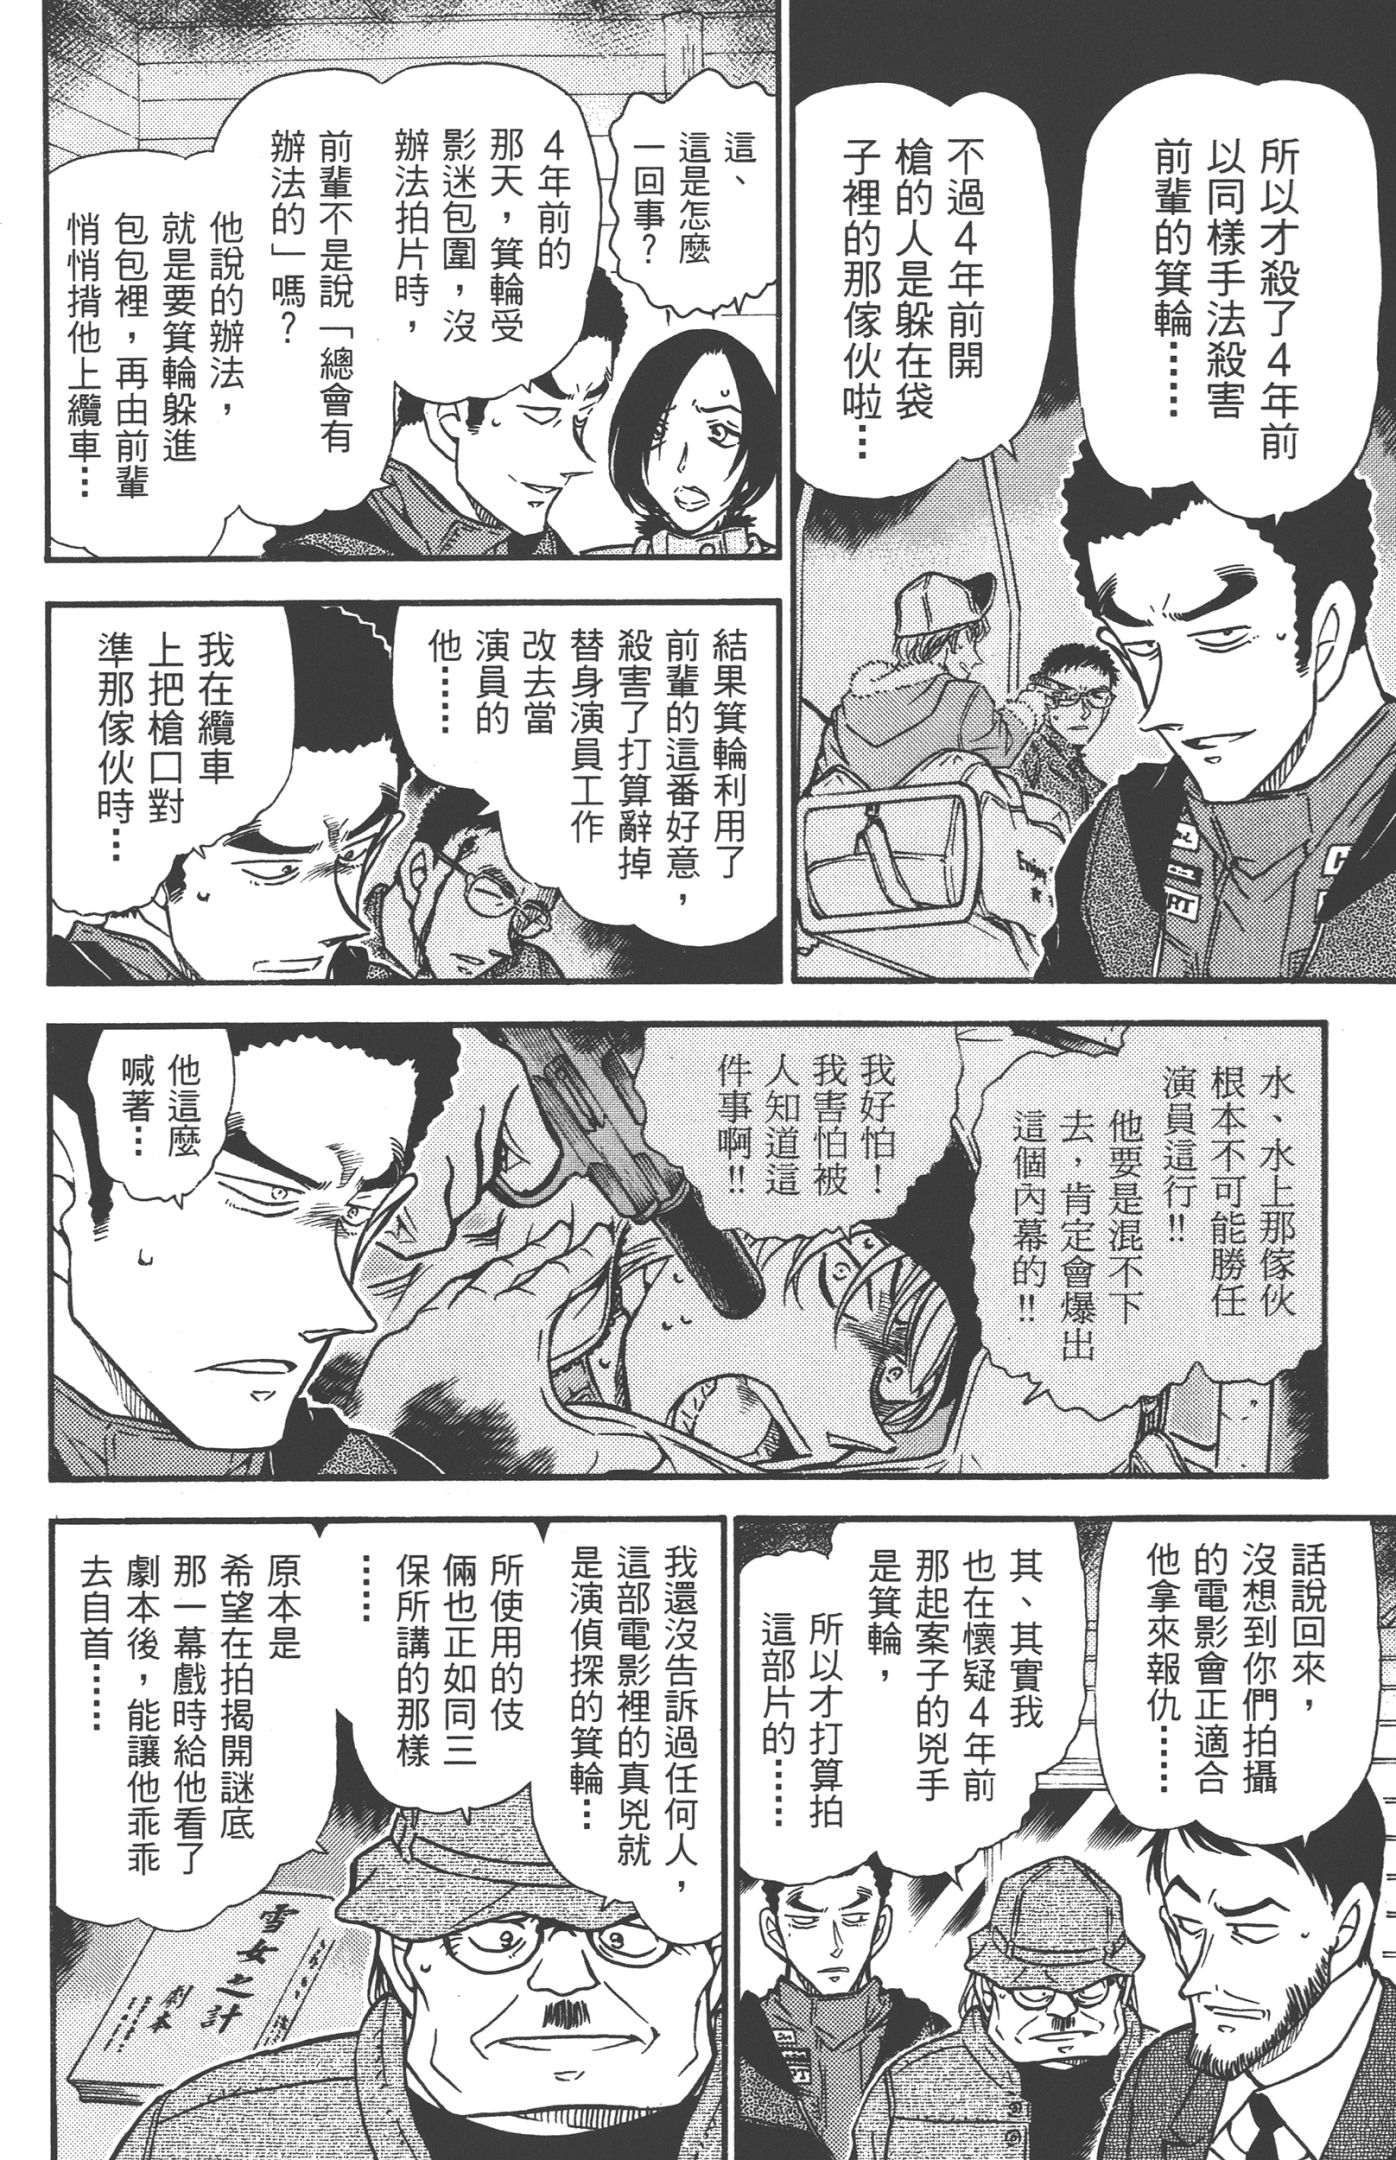 所以才殺了4年前
以同樣手法殺害
前輩的箕輪……
不過4年前開
槍的人是躲在袋
子裡的那傢伙啦…
H
RT
這、
這是怎麼
一回事？
4年前的
那天，箕輪受
影迷包圍，沒
辦法拍片時，
前輩不是說「總會有
辦法的」嗎？
他說的辦法，
就是要箕輪躲進
包包裡，再由前輩
悄悄揹他上纜車…
結果箕輪利用了
前輩的這番好意，
殺害了打算辭掉
替身演員工作
改去當
演員的
他……
我在纜車
上把槍口對
準那傢伙時…
水、水上那傢伙
根本不可能勝任
演員這行!!
他要是混不下
去，肯定會爆出
這個內幕的!!
我好怕！
我害怕被
人知道這
件事啊!!
他這麼
喊著…
話說回來，
沒想到你們拍攝
的電影會正適合
他拿來報仇……
其、其實我
也在懷疑4年前
那起案子的兇手
是箕輪，
所以才打算拍
這部片的……
PT
我還沒告訴過任何人，
這部電影裡的真兇就
是演偵探的箕輪…
所使用的伎
倆也正如同三
保所講的那樣
……
原本是
希望在拍揭開謎底
那一幕戲時給他看了
劇本後，能讓他乖乖
去自首……
雪女之計
劇本